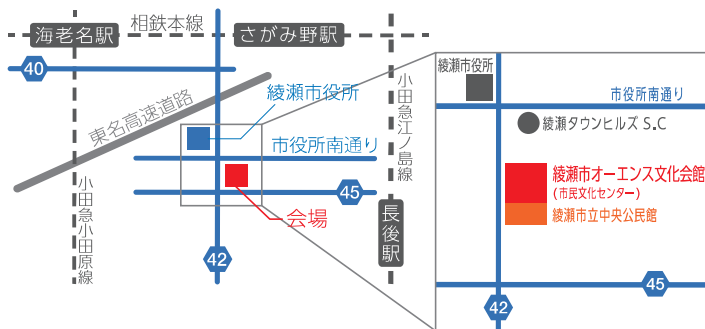 相鉄本線
海老名駅
さがみ野駅
40
東名高速道路
綾瀬市役所
市役所南通り
小田急江ノ島線
小田急小田原線
45
会場
長後駅
42
綾瀬市役所
市役所南通り
綾瀬タウンヒルズ S.C
綾瀬市オーエンス文化会館
(市民文化センター)
綾瀬市立中央公民館
45
42